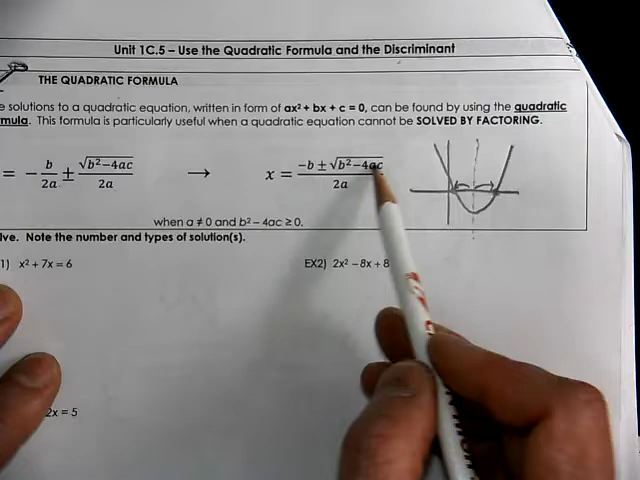 Unit 1C.5 – Use the Quadratic Formula and the Discriminant
THE QUADRATIC FORMULA
solutions to a quadratic equation, written in form of ax² + bx + c = 0, can be found by using the quadratic
This formula is particularly useful when a quadratic equation cannot be SOLVED BY FACTORING.
= -b/2a ± √(b²-4ac)/2a → x = (-b ± √(b²-4ac))/2a
when a ≠ 0 and b² - 4ac ≥ 0.
Note the number and types of solution(s).
1) x² + 7x = 6 EX2) 2x² - 8x + 8
2x = 5